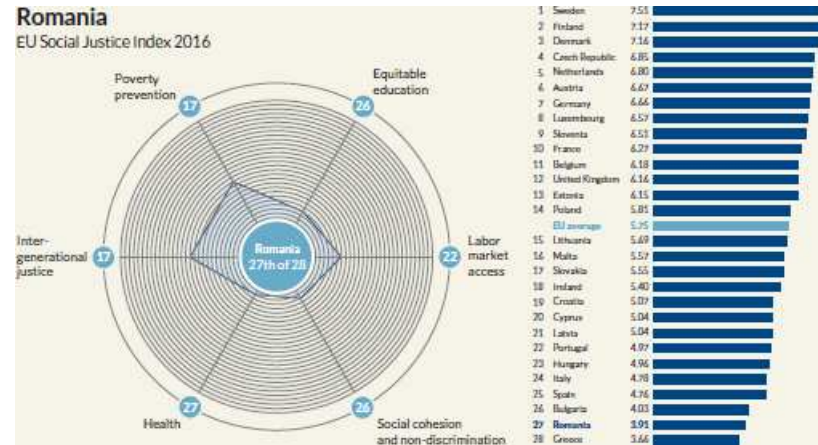 Romania
EU Social Justice Index 2016
Poverty
prevention
17
Equitable
education
26
Inter-
generational
justice
17
Romania
27th of 28
22
Labor
market
access
27
Health
26
Social cohesion
and non-discrimination
1 Sweden 7.51
2 Finland 7.17
3 Denmark 7.16
4 Czech Republic 6.85
5 Netherlands 6.80
6 Austria 6.67
7 Germany 6.66
8 Luxembourg 6.57
9 Slovenia 6.51
10 France 6.27
11 Belgium 6.18
12 United Kingdom 6.16
13 Estonia 6.15
14 Poland 5.81
EU average 5.75
15 Lithuania 5.69
16 Malta 5.57
17 Slovakia 5.55
18 Ireland 5.40
19 Croatia 5.07
20 Cyprus 5.04
21 Latvia 5.04
22 Portugal 4.97
23 Hungary 4.96
24 Italy 4.78
25 Spain 4.76
26 Bulgaria 4.03
27 Romania 3.91
28 Greece 3.66